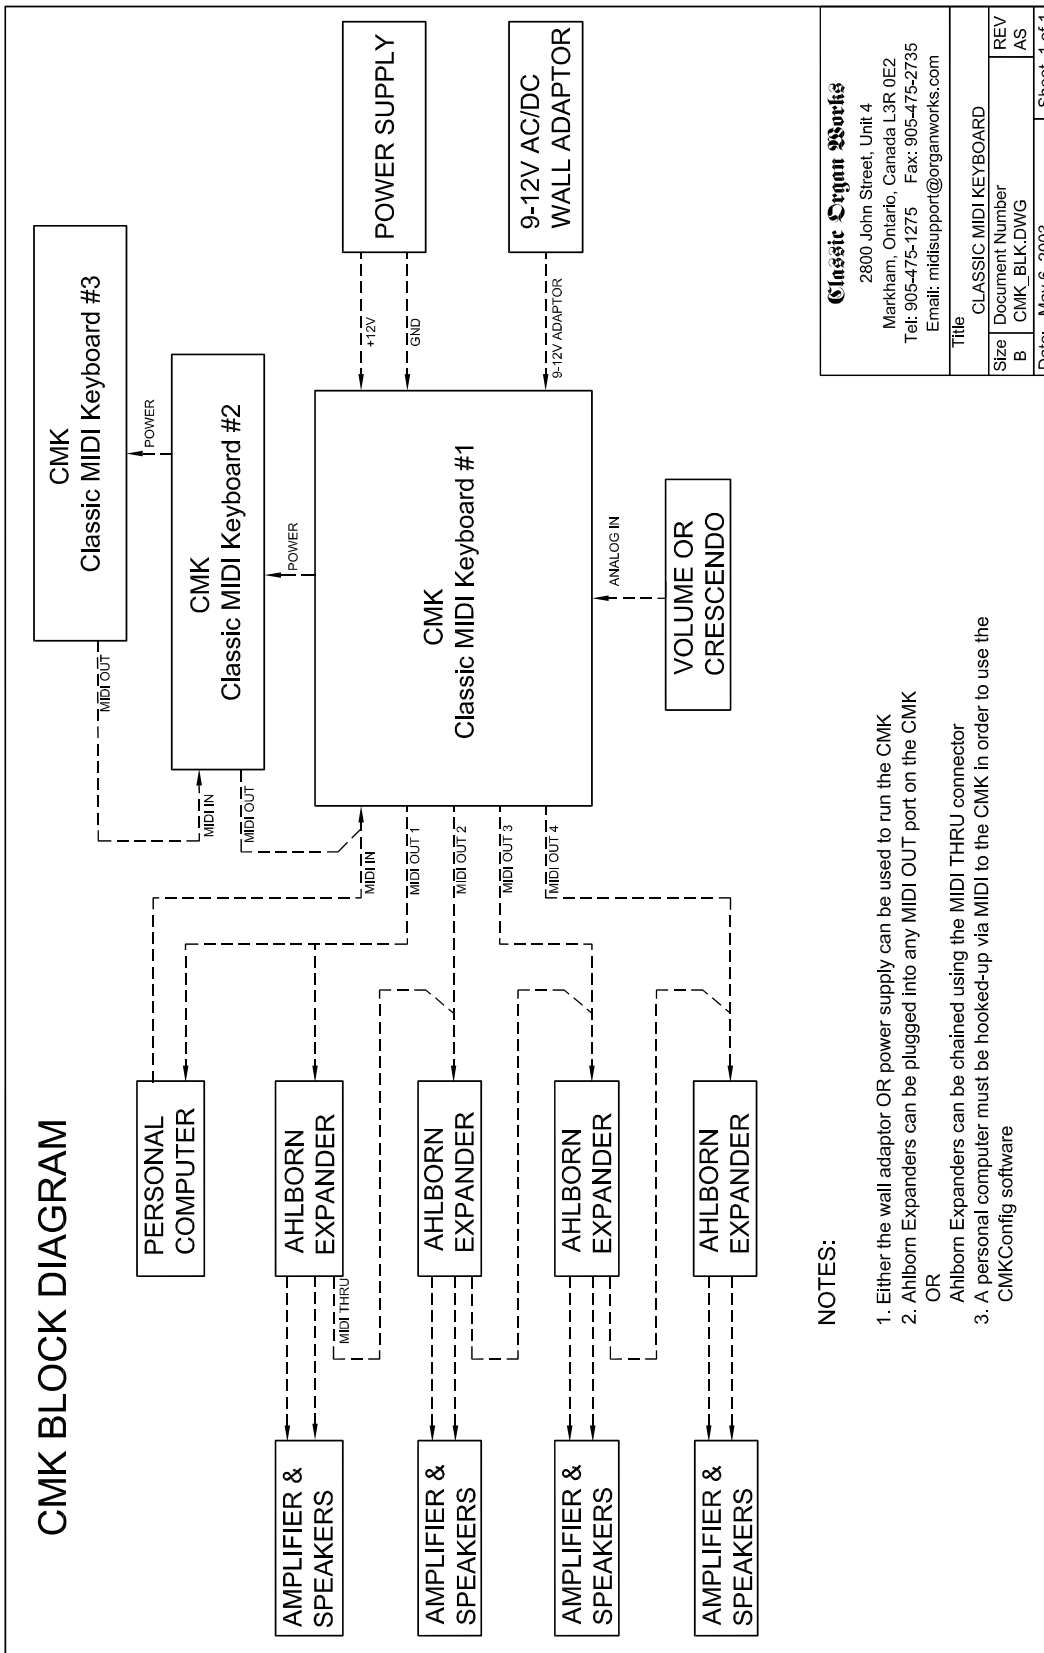 CMK BLOCK DIAGRAM
PERSONAL
COMPUTER
AHLBORN
EXPANDER
AMPLIFIER &
SPEAKERS
MIDI THRU
AHLBORN
EXPANDER
AMPLIFIER &
SPEAKERS
AHLBORN
EXPANDER
AMPLIFIER &
SPEAKERS
AHLBORN
EXPANDER
AMPLIFIER &
SPEAKERS
MIDI IN
MIDI OUT 1
MIDI OUT 2
MIDI OUT 3
MIDI OUT 4
MIDI OUT
MIDI IN
MIDI OUT
CMK
Classic MIDI Keyboard #3
POWER
CMK
Classic MIDI Keyboard #2
POWER
CMK
Classic MIDI Keyboard #1
ANALOG IN
VOLUME OR
CRESCENDO
+12V
GND
9-12V ADAPTOR
POWER SUPPLY
9-12V AC/DC
WALL ADAPTOR
NOTES:
1. Either the wall adaptor OR power supply can be used to run the CMK
2. Ahlborn Expanders can be plugged into any MIDI OUT port on the CMK
OR
Ahlborn Expanders can be chained using the MIDI THRU connector
3. A personal computer must be hooked-up via MIDI to the CMK in order to use the
CMKConfig software
Classic Organ Works
2800 John Street, Unit 4
Markham, Ontario, Canada L3R 0E2
Tel: 905-475-1275 Fax: 905-475-2735
Email: midisupport@organworks.com
Title
CLASSIC MIDI KEYBOARD
Size Document Number REV
B CMK_BLK.DWG AS
Date: May 6, 2003 Sheet 1 of 1